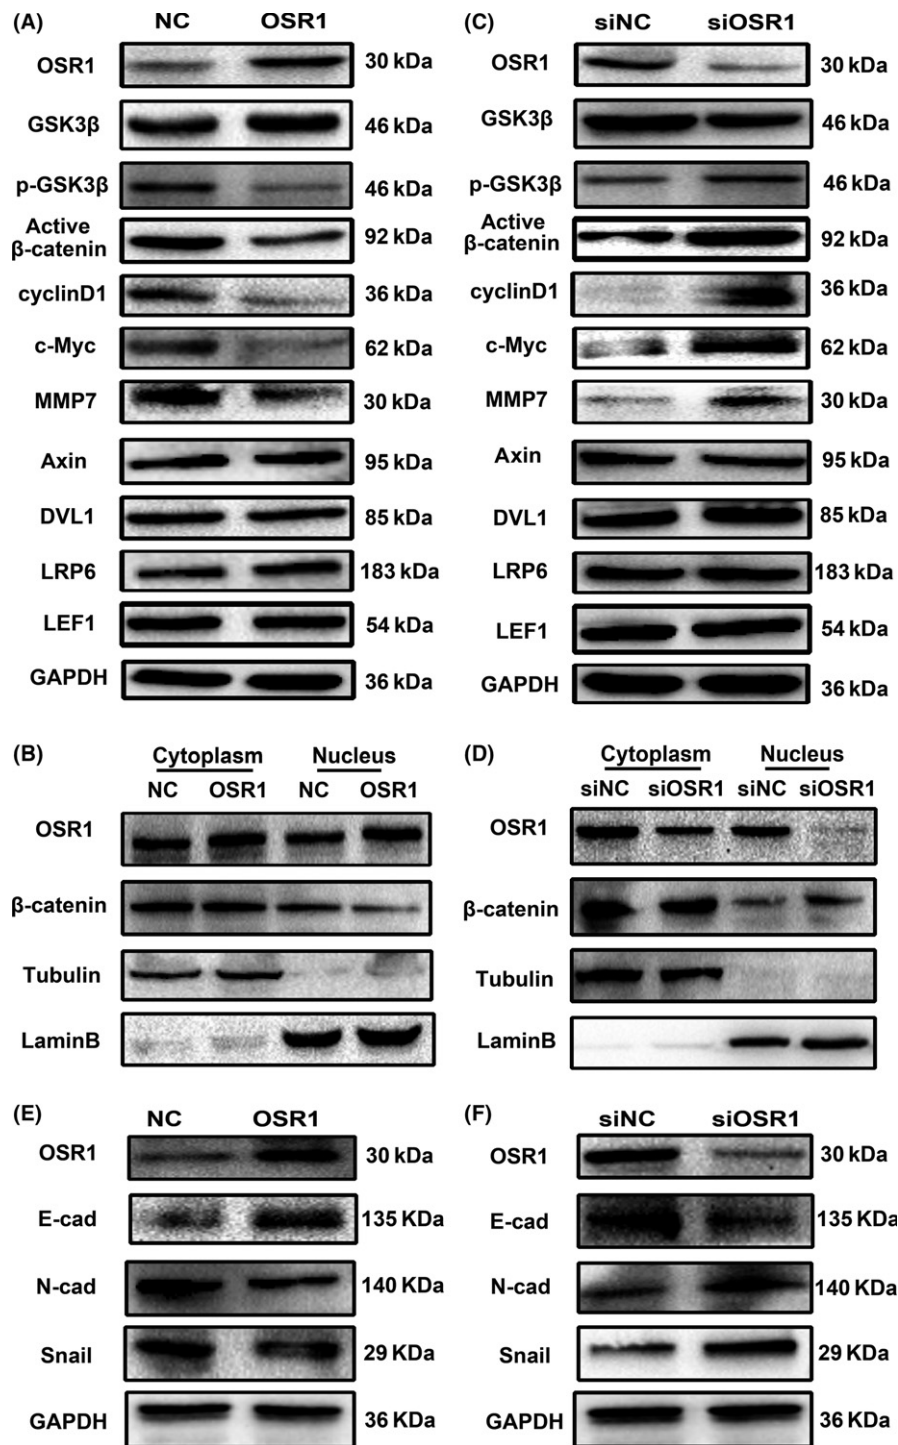 (A) NC OSR1
OSR1 30 kDa
GSK3β 46 kDa
p-GSK3β 46 kDa
Active
β-catenin 92 kDa
cyclinD1 36 kDa
c-Myc 62 kDa
MMP7 30 kDa
Axin 95 kDa
DVL1 85 kDa
LRP6 183 kDa
LEF1 54 kDa
GAPDH 36 kDa
(C) siNC siOSR1
OSR1 30 kDa
GSK3β 46 kDa
p-GSK3β 46 kDa
Active
β-catenin 92 kDa
cyclinD1 36 kDa
c-Myc 62 kDa
MMP7 30 kDa
Axin 95 kDa
DVL1 85 kDa
LRP6 183 kDa
LEF1 54 kDa
GAPDH 36 kDa
(B) Cytoplasm Nucleus
NC OSR1 NC OSR1
OSR1
β-catenin
Tubulin
LaminB
(D) Cytoplasm Nucleus
siNC siOSR1 siNC siOSR1
OSR1
β-catenin
Tubulin
LaminB
(E) NC OSR1
OSR1 30 kDa
E-cad 135 KDa
N-cad 140 KDa
Snail 29 KDa
GAPDH 36 KDa
(F) siNC siOSR1
OSR1 30 kDa
E-cad 135 KDa
N-cad 140 KDa
Snail 29 KDa
GAPDH 36 KDa